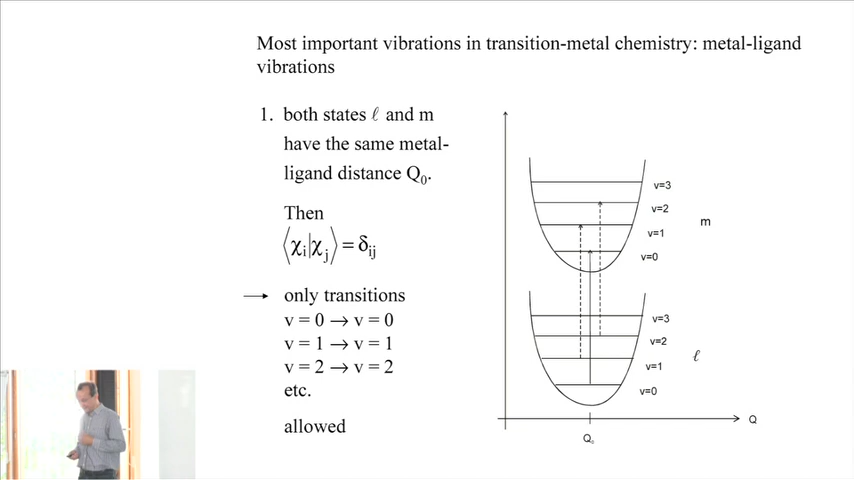 Most important vibrations in transition-metal chemistry: metal-ligand
vibrations
1. both states ℓ and m
have the same metal-
ligand distance Q₀.
Then
⟨χᵢ|χⱼ⟩ = δᵢⱼ
only transitions
v = 0 → v = 0
v = 1 → v = 1
v = 2 → v = 2
etc.
allowed
v=3
v=2
m
v=1
v=0
v=3
v=2
ℓ
v=1
v=0
Q
Q₀